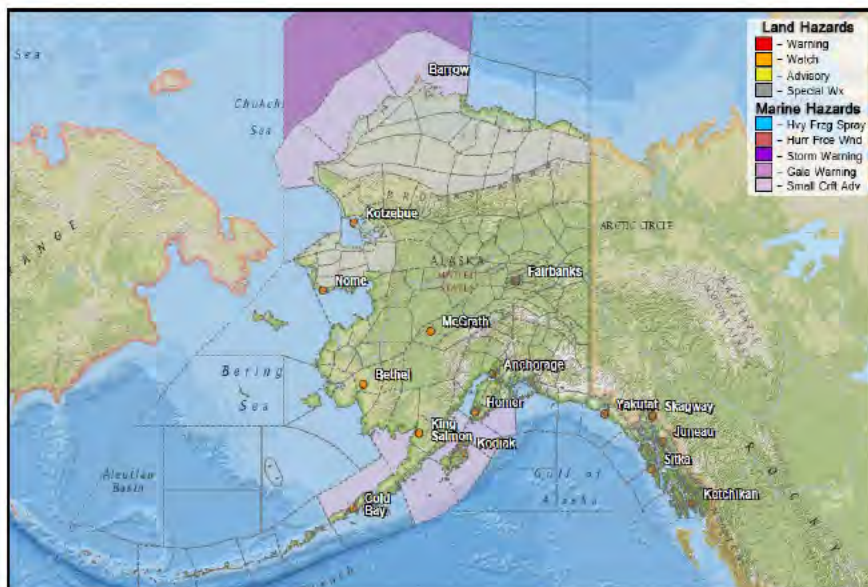 Land Hazards
- Warning
- Watch
- Advisory
- Special Wx
Marine Hazards
- Hvy Frzg Spray
- Hurr Frce Wnd
- Storm Warning
- Gale Warning
- Small Crft Adv
Sea
Barrow
Chukchi
Sea
Kotzebue
ARCTIC CIRCLE
RANGE
ALASKA
UNITED
STATES
Fairbanks
Nome
McGrath
Bering
Sea
Bethel
Anchorage
Homer
Yakutat
Skagway
King
Salmon
Kodiak
Juneau
Sitka
Aleutian
Basin
Gulf of
Alaska
Ketchikan
Cold
Bay